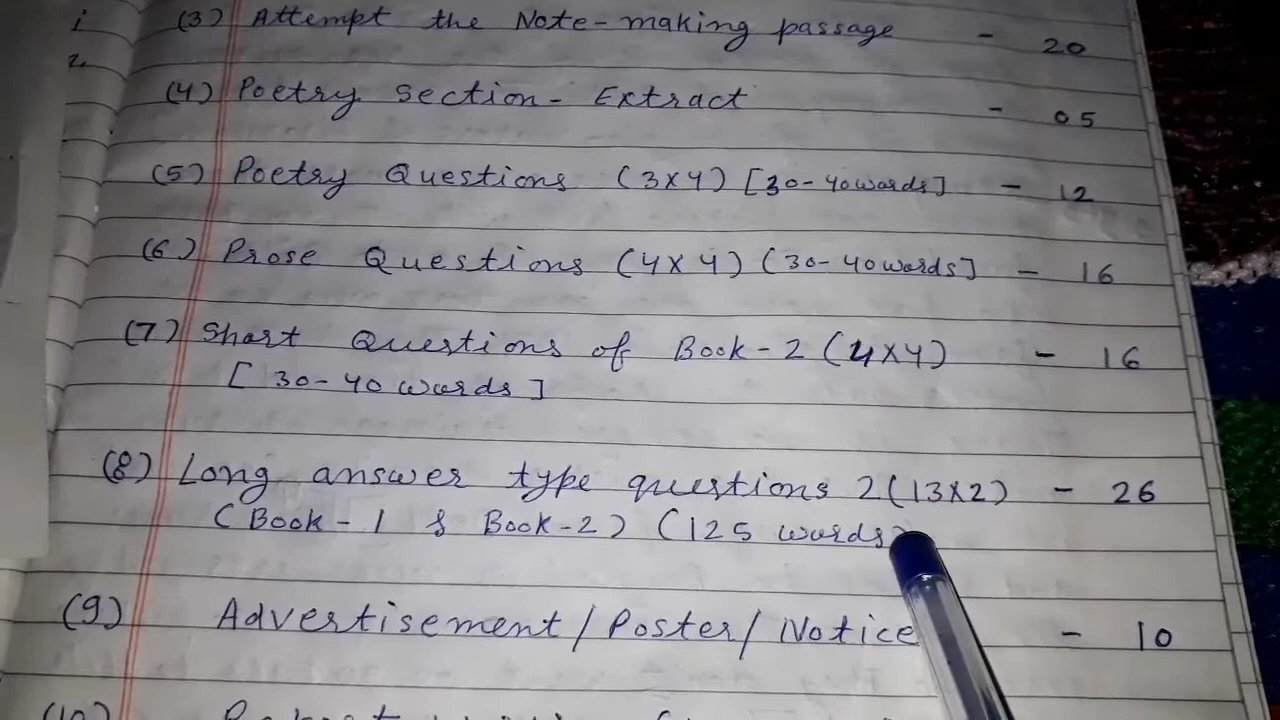 i (3) Attempt the Note-making passage - 20
2.
(4) Poetry section - Extract - 05
(5) Poetry Questions (3x4) [30-40 words] - 12
(6) Prose Questions (4x4) (30-40 words] - 16
(7) Short Questions of Book-2 (4x4) - 16
[30-40 words]
(8) Long answer type questions 2(13x2) - 26
(Book-1 & Book-2) (125 words)
(9) Advertisement/Poster/Notice - 10
(10)